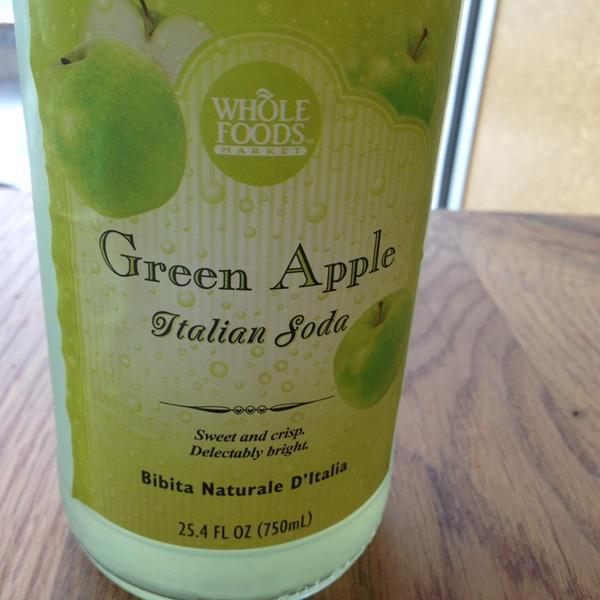 WHOLE
FOODS
MARKET
Green Apple
Italian Soda
Sweet and crisp.
Delectably bright.
Bibita Naturale D'Italia
25.4 FL OZ (750mL)